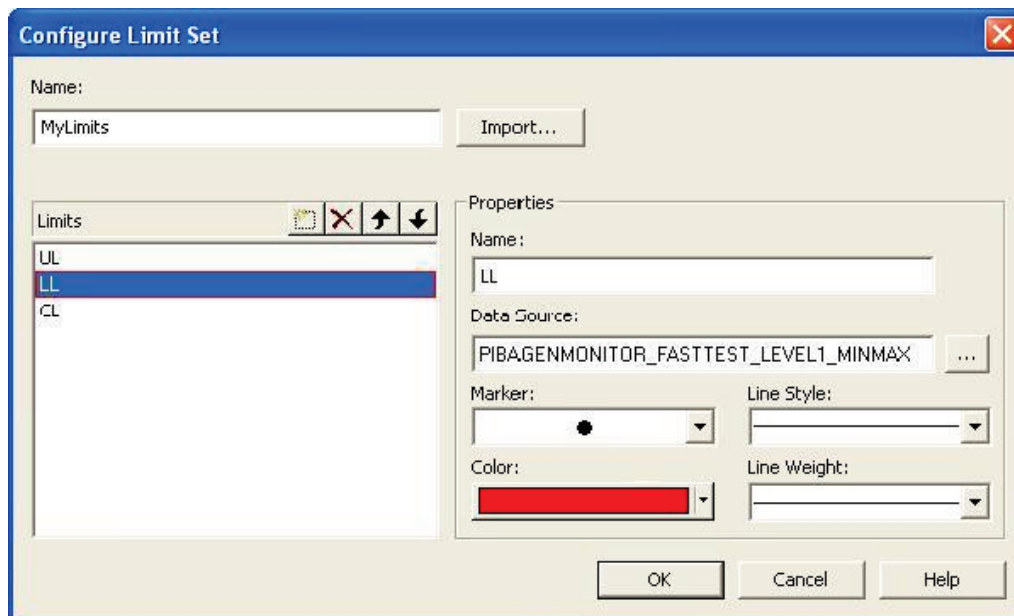 Configure Limit Set
Name:
MyLimits
Import...
Limits
UL
LL
CL
Properties
Name:
LL
Data Source:
PIBAGENMONITOR_FASTTEST_LEVEL1_MINMAX
...
Marker:
Line Style:
Color:
Line Weight:
OK
Cancel
Help